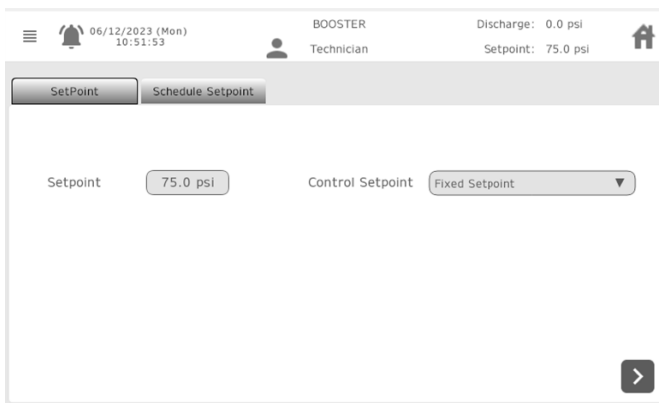 06/12/2023 (Mon)
10:51:53
BOOSTER
Technician
Discharge: 0.0 psi
Setpoint: 75.0 psi
SetPoint
Schedule Setpoint
Setpoint 75.0 psi
Control Setpoint Fixed Setpoint